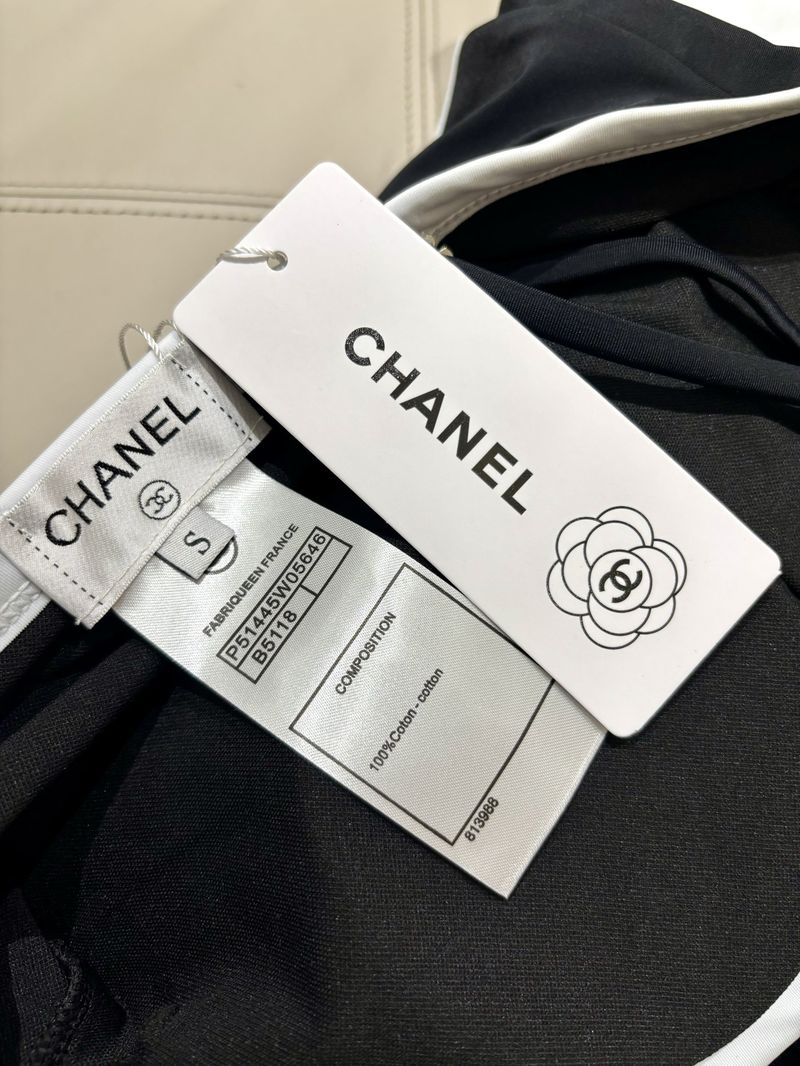 CHANEL
CHANEL
S
FABRIQUEEN FRANCE
P51445W05646
B5118
COMPOSITION
100%Coton - cotton
813988